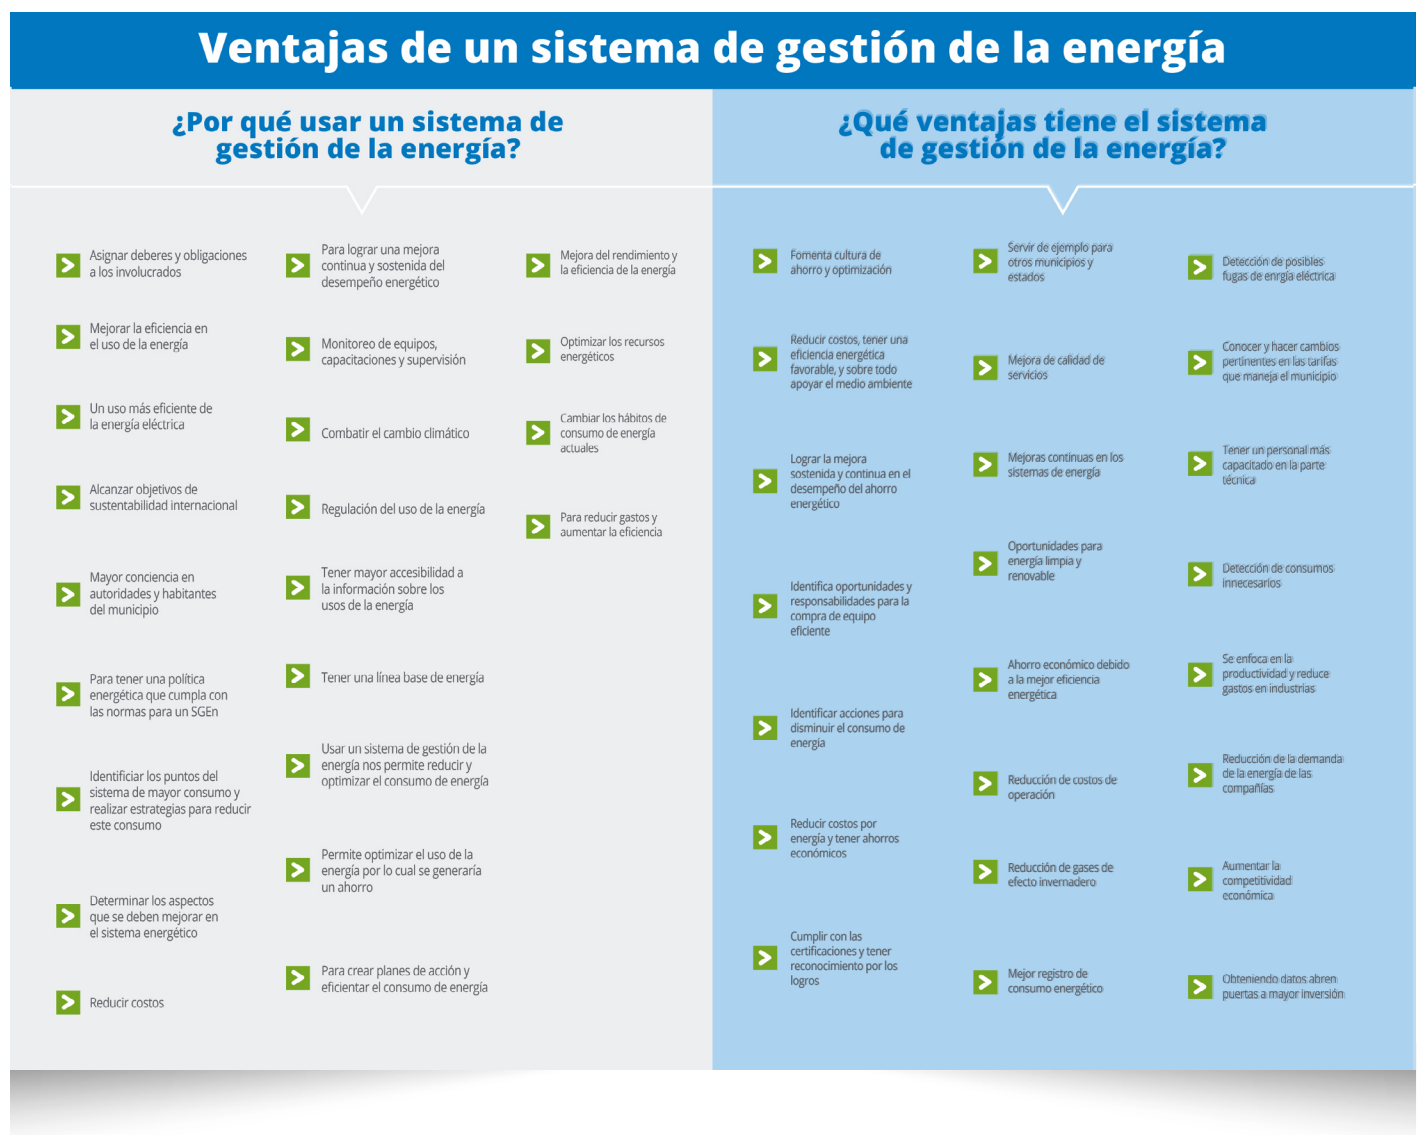 Ventajas de un sistema de gestión de la energía
¿Por qué usar un sistema de
gestión de la energía?
Asignar deberes y obligaciones
a los involucrados
Mejorar la eficiencia en
el uso de la energía
Un uso más eficiente de
la energía eléctrica
Alcanzar objetivos de
sustentabilidad internacional
Mayor conciencia en
autoridades y habitantes
del municipio
Para tener una política
energética que cumpla con
las normas para un SGEn
Identificiar los puntos del
sistema de mayor consumo y
realizar estrategias para reducir
este consumo
Determinar los aspectos
que se deben mejorar en
el sistema energético
Reducir costos
Para lograr una mejora
continua y sostenida del
desempeño energético
Monitoreo de equipos,
capacitaciones y supervisión
Combatir el cambio climático
Regulación del uso de la energía
Tener mayor accesibilidad a
la información sobre los
usos de la energía
Tener una línea base de energía
Usar un sistema de gestión de la
energía nos permite reducir y
optimizar el consumo de energía
Permite optimizar el uso de la
energía por lo cual se generaría
un ahorro
Para crear planes de acción y
eficientar el consumo de energía
Mejora del rendimiento y
la eficiencia de la energía
Optimizar los recursos
energéticos
Cambiar los hábitos de
consumo de energía
actuales
Para reducir gastos y
aumentar la eficiencia
¿Qué ventajas tiene el sistema
de gestión de la energía?
Fomenta cultura de
ahorro y optimización
Reducir costos, tener una
eficiencia energética
favorable, y sobre todo
apoyar el medio ambiente
Lograr la mejora
sostenida y continua en el
desempeño del ahorro
energético
Identifica oportunidades y
responsabilidades para la
compra de equipo
eficiente
Identificar acciones para
disminuir el consumo de
energía
Reducir costos por
energía y tener ahorros
económicos
Cumplir con las
certificaciones y tener
reconocimiento por los
logros
Servir de ejemplo para
otros municipios y
estados
Mejora de calidad de
servicios
Mejoras continuas en los
sistemas de energía
Oportunidades para
energía limpia y
renovable
Ahorro económico debido
a la mejor eficiencia
energética
Reducción de costos de
operación
Reducción de gases de
efecto invernadero
Mejor registro de
consumo energético
Detección de posibles
fugas de enrgía eléctrica
Conocer y hacer cambios
pertinentes en las tarifas
que maneja el municipio
Tener un personal más
capacitado en la parte
técnica
Detección de consumos
innecesarios
Se enfoca en la
productividad y reduce
gastos en industrias
Reducción de la demanda
de la energía de las
compañías
Aumentar la
competitividad
económica
Obteniendo datos abren
puertas a mayor inversión